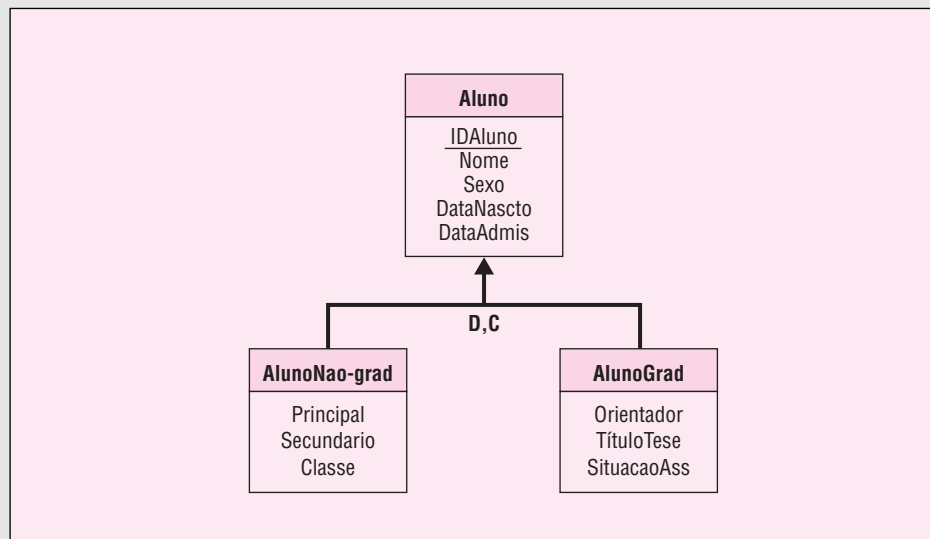 Aluno
IDAluno
Nome
Sexo
DataNascto
DataAdmis
D,C
AlunoNao-grad
Principal
Secundario
Classe
AlunoGrad
Orientador
TítuloTese
SituacaoAss